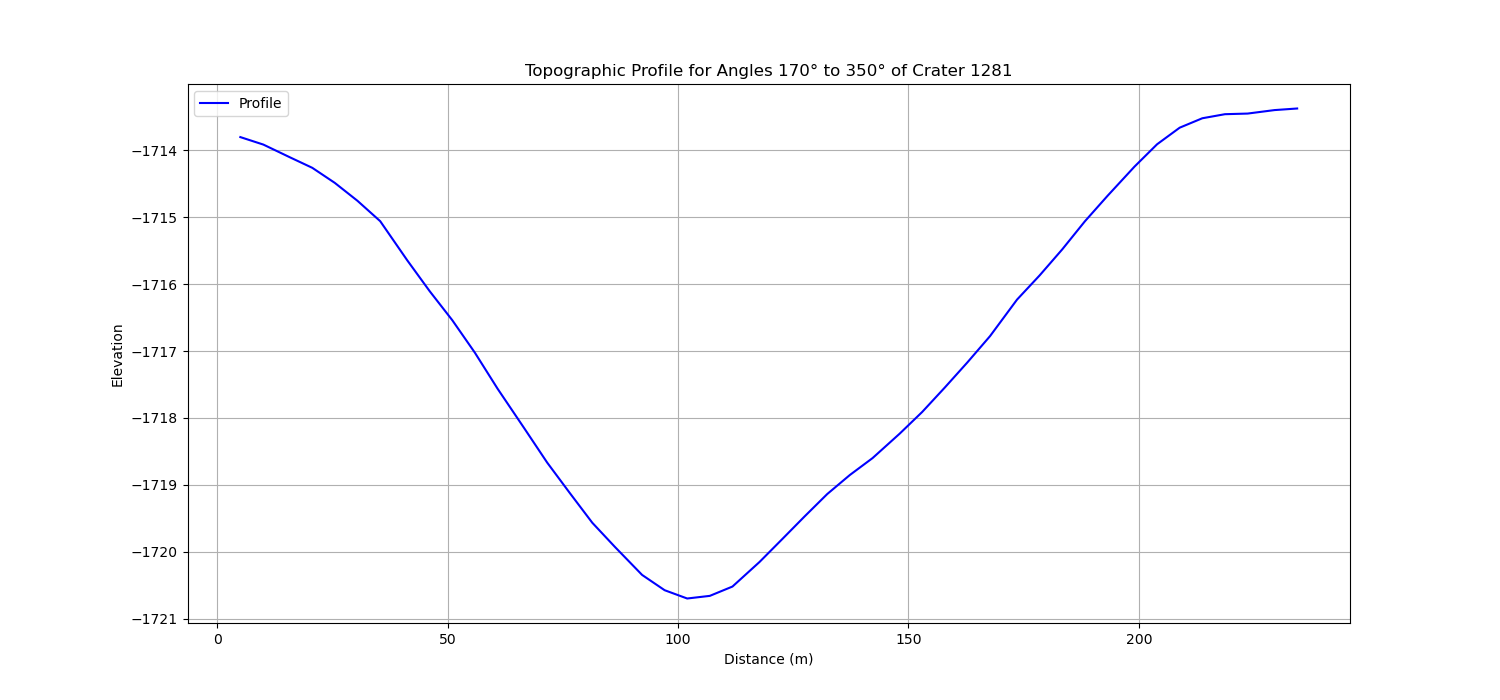 Topographic Profile for Angles 170° to 350° of Crater 1281
Profile
Elevation
−1714
−1715
−1716
−1717
−1718
−1719
−1720
−1721
0 50 100 150 200
Distance (m)